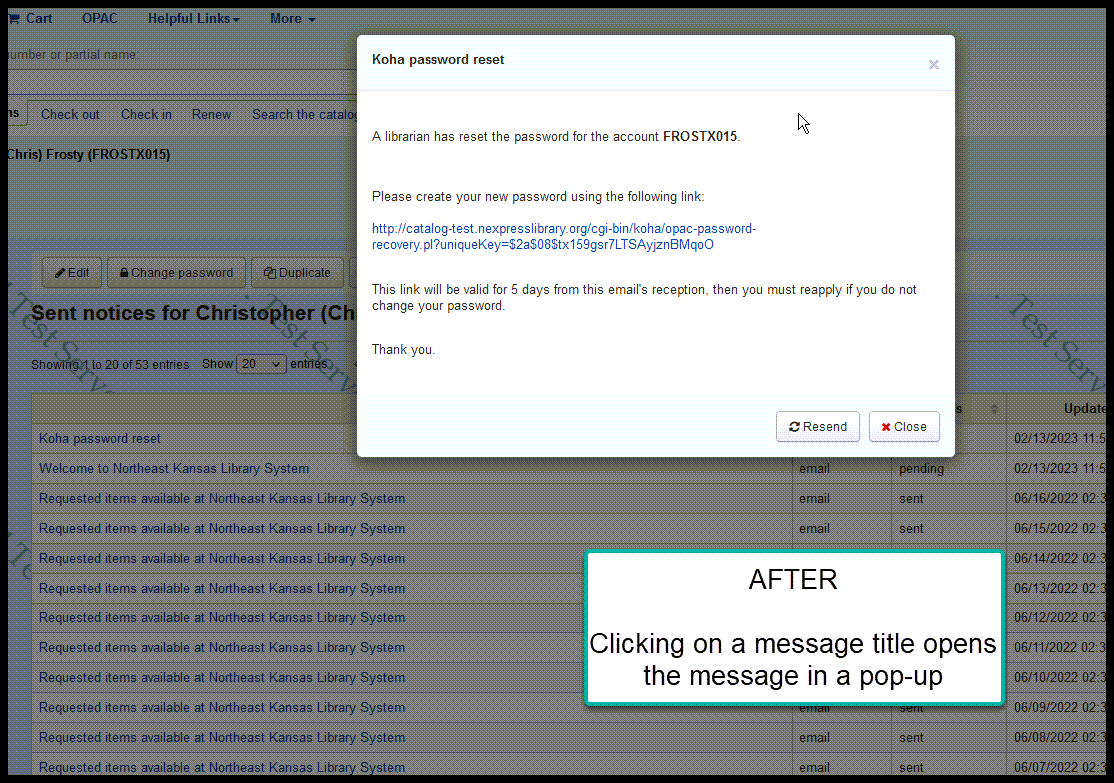 Cart OPAC Helpful Links More
number or partial name:
Check out Check in Renew Search the catalog
Chris) Frosty (FROSTX015)
Edit Change password Duplicate
Sent notices for Christopher (Ch
Showing 1 to 20 of 53 entries Show 20 entries
Koha password reset
×
A librarian has reset the password for the account FROSTX015.
Please create your new password using the following link:
http://catalog-test.nexpresslibrary.org/cgi-bin/koha/opac-password-
recovery.pl?uniqueKey=$2a$08$tx159gsr7LTSAyjznBMqoO
This link will be valid for 5 days from this email's reception, then you must reapply if you do not
change your password.
Thank you.
Resend Close
s Update
Koha password reset 02/13/2023 11:5
Welcome to Northeast Kansas Library System email pending 02/13/2023 11:5
Requested items available at Northeast Kansas Library System email sent 06/16/2022 02:3
Requested items available at Northeast Kansas Library System email sent 06/15/2022 02:3
Requested items available at Northeast Kansas Library System 06/14/2022 02:3
Requested items available at Northeast Kansas Library System 06/13/2022 02:3
Requested items available at Northeast Kansas Library System 06/12/2022 02:3
Requested items available at Northeast Kansas Library System 06/11/2022 02:3
Requested items available at Northeast Kansas Library System 06/10/2022 02:3
Requested items available at Northeast Kansas Library System email sent 06/09/2022 02:3
Requested items available at Northeast Kansas Library System email sent 06/08/2022 02:3
Requested items available at Northeast Kansas Library System email sent 06/07/2022 02:3
AFTER
Clicking on a message title opens
the message in a pop-up
Test Serve
Test Serv
Test Serv